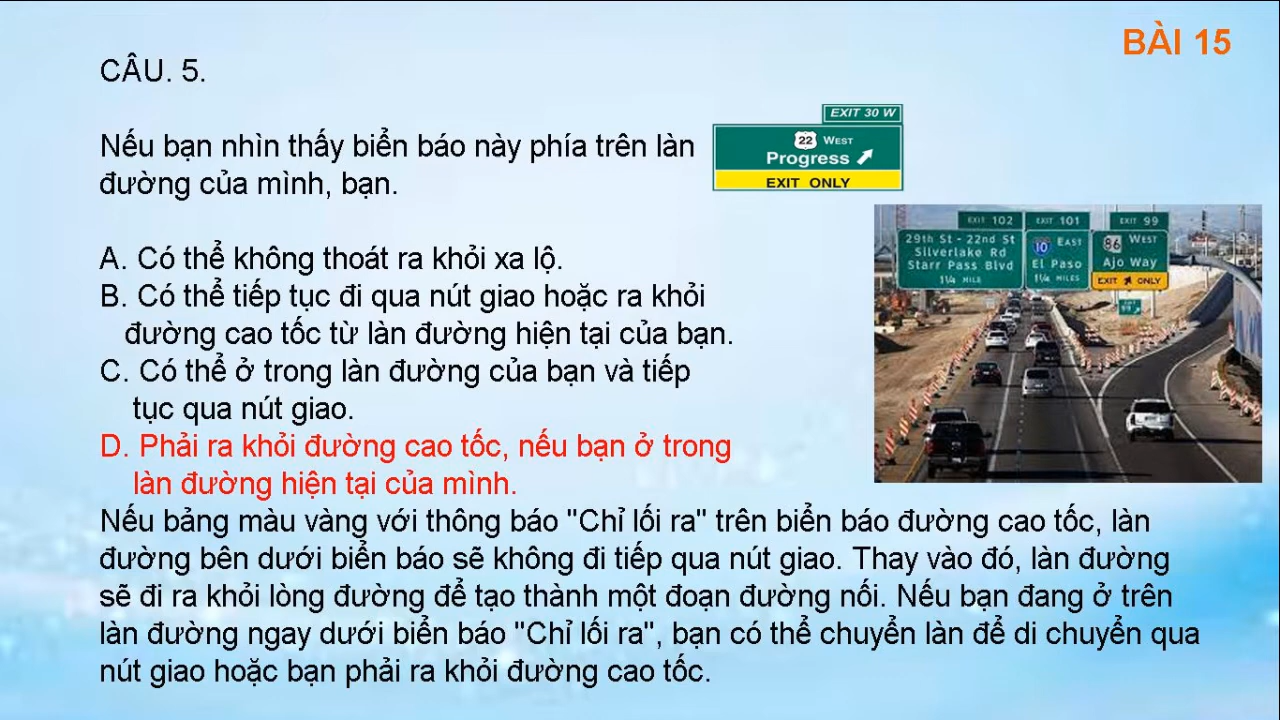 BÀI 15
CÂU. 5.
Nếu bạn nhìn thấy biển báo này phía trên làn
đường của mình, bạn.
EXIT 30 W
22 WEST
Progress
EXIT ONLY
A. Có thể không thoát ra khỏi xa lộ.
B. Có thể tiếp tục đi qua nút giao hoặc ra khỏi
đường cao tốc từ làn đường hiện tại của bạn.
C. Có thể ở trong làn đường của bạn và tiếp
tục qua nút giao.
D. Phải ra khỏi đường cao tốc, nếu bạn ở trong
làn đường hiện tại của mình.
EXIT 102
29th St - 22nd St
Silverlake Rd
Starr Pass Blvd
1¼ MILE
EXIT 101
10 EAST
El Paso
1¼ MILES
EXIT 99
86 WEST
Ajo Way
EXIT ONLY
Nếu bảng màu vàng với thông báo "Chỉ lối ra" trên biển báo đường cao tốc, làn
đường bên dưới biển báo sẽ không đi tiếp qua nút giao. Thay vào đó, làn đường
sẽ đi ra khỏi lòng đường để tạo thành một đoạn đường nối. Nếu bạn đang ở trên
làn đường ngay dưới biển báo "Chỉ lối ra", bạn có thể chuyển làn để di chuyển qua
nút giao hoặc bạn phải ra khỏi đường cao tốc.